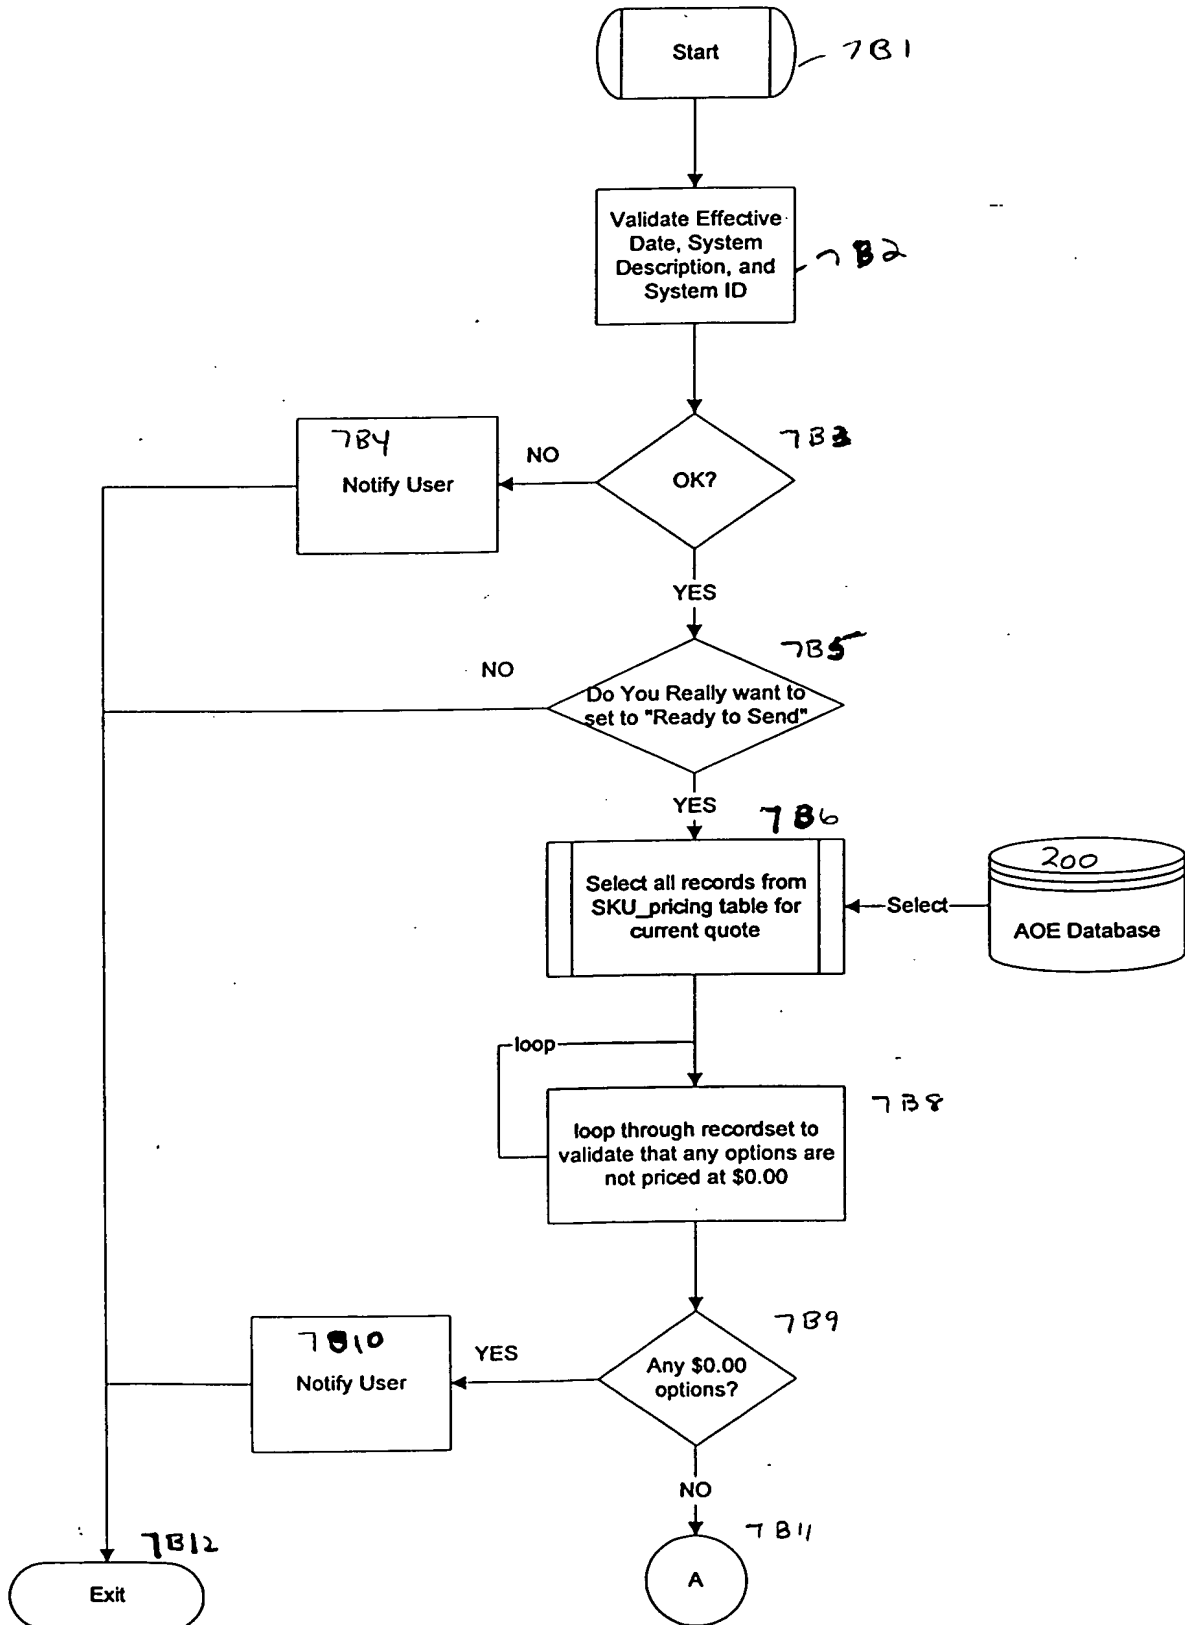 Start
7B1
Validate Effective
Date, System
Description, and
System ID
7B2
7B4
Notify User
NO
OK?
7B3
YES
NO
Do You Really want to
set to "Ready to Send"
7B5
YES
7B6
Select all records from
SKU_pricing table for
current quote
Select
200
AOE Database
loop
loop through recordset to
validate that any options are
not priced at $0.00
7B8
7B10
Notify User
YES
Any $0.00
options?
7B9
NO
7B12
Exit
A
7B11